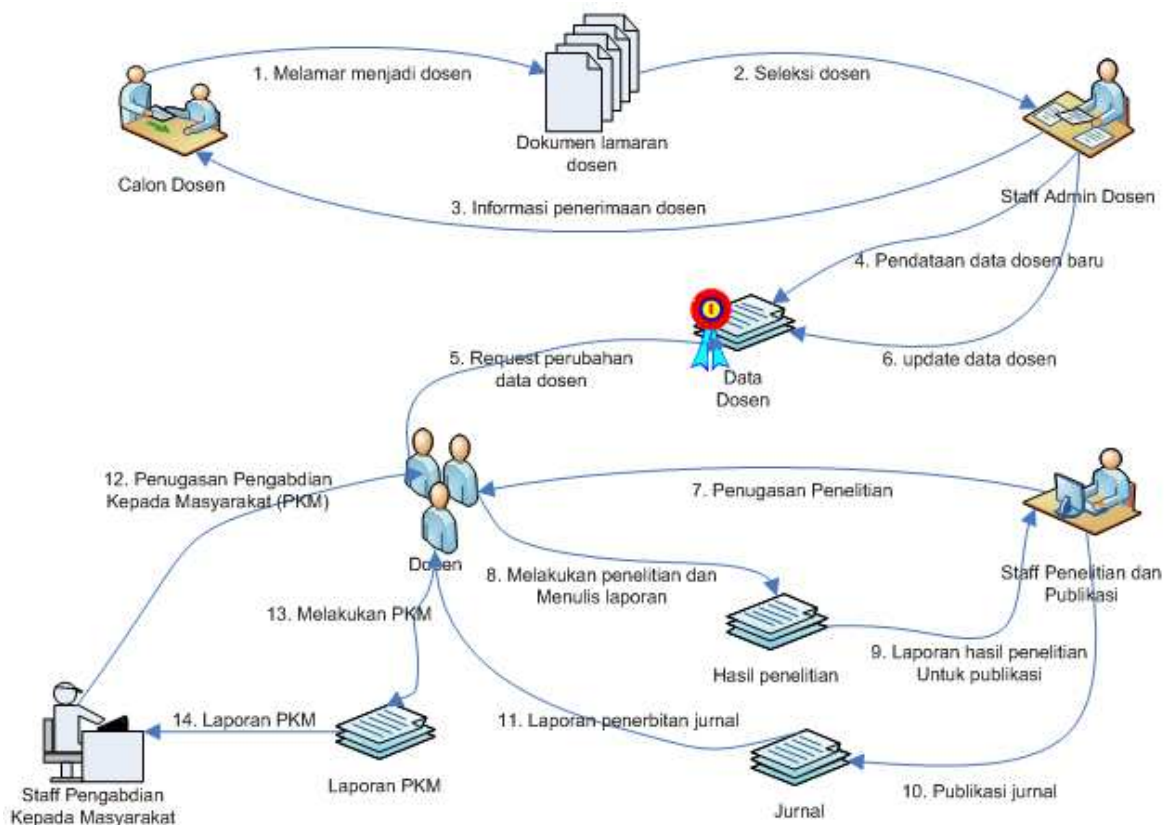 1. Melamar menjadi dosen
2. Seleksi dosen
Dokumen lamaran
dosen
Calon Dosen
Staff Admin Dosen
3. Informasi penerimaan dosen
4. Pendataan data dosen baru
5. Request perubahan
data dosen
6. update data dosen
Data
Dosen
12. Penugasan Pengabdian
Kepada Masyarakat (PKM)
7. Penugasan Penelitian
Dosen
8. Melakukan penelitian dan
Menulis laporan
Staff Penelitian dan
Publikasi
13. Melakukan PKM
9. Laporan hasil penelitian
Untuk publikasi
Hasil penelitian
14. Laporan PKM
11. Laporan penerbitan jurnal
Laporan PKM
10. Publikasi jurnal
Staff Pengabdian
Kepada Masyarakat
Jurnal